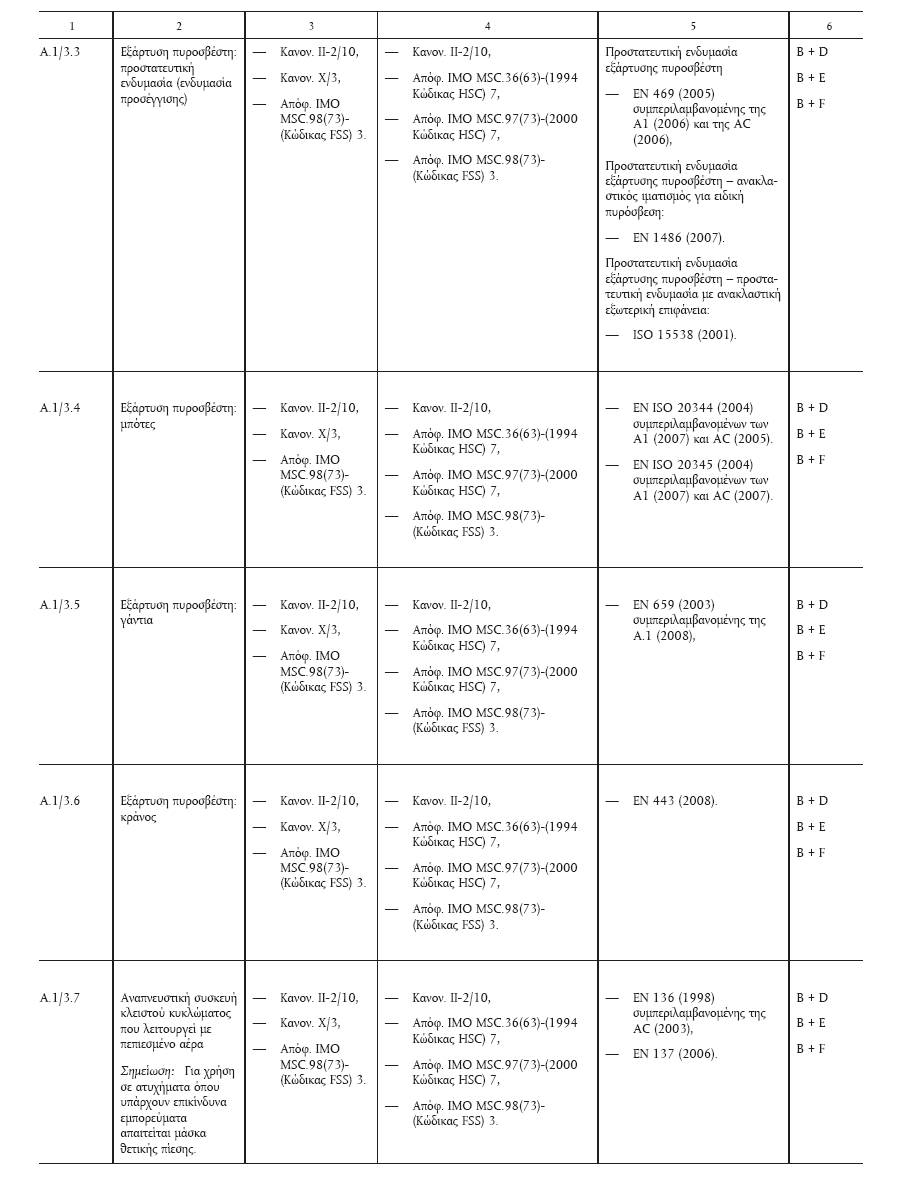 1 2 3 4 5 6
A.1/3.3
Εξάρτυση πυροσβέστη:
προστατευτική
ενδυμασία (ενδυμασία
προσέγγισης)
— Κανον. II-2/10,
— Κανον. X/3,
— Απόφ. IMO
MSC.98(73)-
(Κώδικας FSS) 3.
— Κανον. II-2/10,
— Απόφ. IMO MSC.36(63)-(1994
Κώδικας HSC) 7,
— Απόφ. IMO MSC.97(73)-(2000
Κώδικας HSC) 7,
— Απόφ. IMO MSC.98(73)-
(Κώδικας FSS) 3.
Προστατευτική ενδυμασία
εξάρτυσης πυροσβέστη
— EN 469 (2005)
συμπεριλαμβανομένης της
A1 (2006) και της AC
(2006),
Προστατευτική ενδυμασία
εξάρτυσης πυροσβέστη – ανακλα-
στικός ιματισμός για ειδική
πυρόσβεση:
— EN 1486 (2007).
Προστατευτική ενδυμασία
εξάρτυσης πυροσβέστη – προστα-
τευτική ενδυμασία με ανακλαστική
εξωτερική επιφάνεια:
— ISO 15538 (2001).
B + D
B + E
B + F
A.1/3.4
Εξάρτυση πυροσβέστη:
μπότες
— Κανον. II-2/10,
— Κανον. X/3,
— Απόφ. IMO
MSC.98(73)-
(Κώδικας FSS) 3.
— Κανον. II-2/10,
— Απόφ. IMO MSC.36(63)-(1994
Κώδικας HSC) 7,
— Απόφ. IMO MSC.97(73)-(2000
Κώδικας HSC) 7,
— Απόφ. IMO MSC.98(73)-
(Κώδικας FSS) 3.
— EN ISO 20344 (2004)
συμπεριλαμβανομένων των
A1 (2007) και AC (2005).
— EN ISO 20345 (2004)
συμπεριλαμβανομένων των
A1 (2007) και AC (2007).
B + D
B + E
B + F
A.1/3.5
Εξάρτυση πυροσβέστη:
γάντια
— Κανον. II-2/10,
— Κανον. X/3,
— Απόφ. IMO
MSC.98(73)-
(Κώδικας FSS) 3.
— Κανον. II-2/10,
— Απόφ. IMO MSC.36(63)-(1994
Κώδικας HSC) 7,
— Απόφ. IMO MSC.97(73)-(2000
Κώδικας HSC) 7,
— Απόφ. IMO MSC.98(73)-
(Κώδικας FSS) 3.
— EN 659 (2003)
συμπεριλαμβανομένης της
A.1 (2008),
B + D
B + E
B + F
A.1/3.6
Εξάρτυση πυροσβέστη:
κράνος
— Κανον. II-2/10,
— Κανον. X/3,
— Απόφ. IMO
MSC.98(73)-
(Κώδικας FSS) 3.
— Κανον. II-2/10,
— Απόφ. IMO MSC.36(63)-(1994
Κώδικας HSC) 7,
— Απόφ. IMO MSC.97(73)-(2000
Κώδικας HSC) 7,
— Απόφ. IMO MSC.98(73)-
(Κώδικας FSS) 3.
— EN 443 (2008).
B + D
B + E
B + F
A.1/3.7
Αναπνευστική συσκευή
κλειστού κυκλώματος
που λειτουργεί με
πεπιεσμένο αέρα
Σημείωση: Για χρήση
σε ατυχήματα όπου
υπάρχουν επικίνδυνα
εμπορεύματα
απαιτείται μάσκα
θετικής πίεσης.
— Κανον. II-2/10,
— Κανον. X/3,
— Απόφ. IMO
MSC.98(73)-
(Κώδικας FSS) 3.
— Κανον. II-2/10,
— Απόφ. IMO MSC.36(63)-(1994
Κώδικας HSC) 7,
— Απόφ. IMO MSC.97(73)-(2000
Κώδικας HSC) 7,
— Απόφ. IMO MSC.98(73)-
(Κώδικας FSS) 3.
— EN 136 (1998)
συμπεριλαμβανομένης της
AC (2003),
— EN 137 (2006).
B + D
B + E
B + F